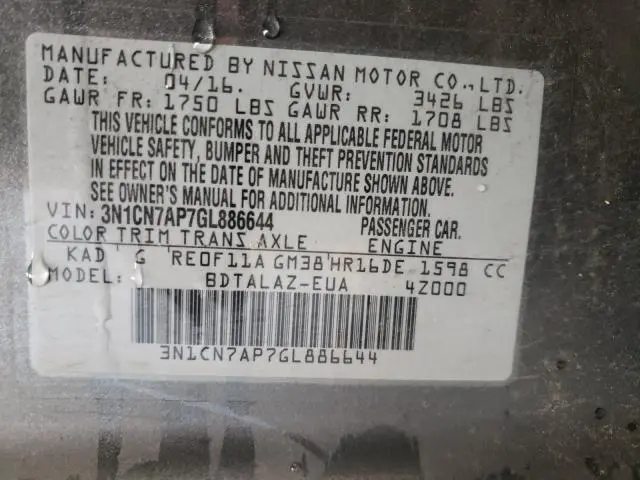 MANUFACTURED BY NISSAN MOTOR CO., LTD.
DATE: 04/16. GVWR: 3426 LBS
GAWR FR: 1750 LBS GAWR RR: 1708 LBS
THIS VEHICLE CONFORMS TO ALL APPLICABLE FEDERAL MOTOR
VEHICLE SAFETY, BUMPER AND THEFT PREVENTION STANDARDS
IN EFFECT ON THE DATE OF MANUFACTURE SHOWN ABOVE.
SEE OWNER'S MANUAL FOR ADDITIONAL INFORMATION.
VIN: 3N1CN7AP7GL886644 PASSENGER CAR.
COLOR TRIM TRANS AXLE ENGINE
KAD G RE0F11A GM38 HR16DE 1598 CC
MODEL: BDTALAZ-EUA 4Z000
3N1CN7AP7GL886644